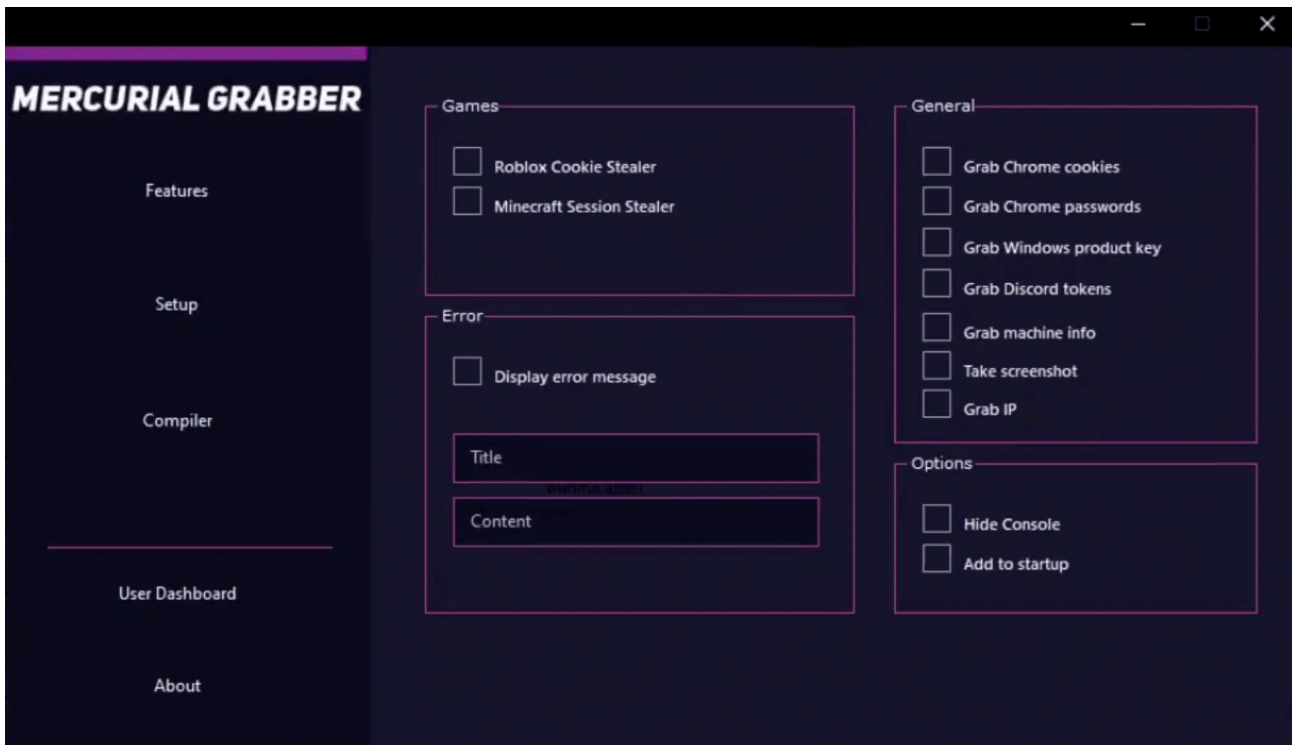 MERCURIAL GRABBER
Features
Setup
Compiler
User Dashboard
About
Games
Roblox Cookie Stealer
Minecraft Session Stealer
Error
Display error message
Title
Content
General
Grab Chrome cookies
Grab Chrome passwords
Grab Windows product key
Grab Discord tokens
Grab machine info
Take screenshot
Grab IP
Options
Hide Console
Add to startup